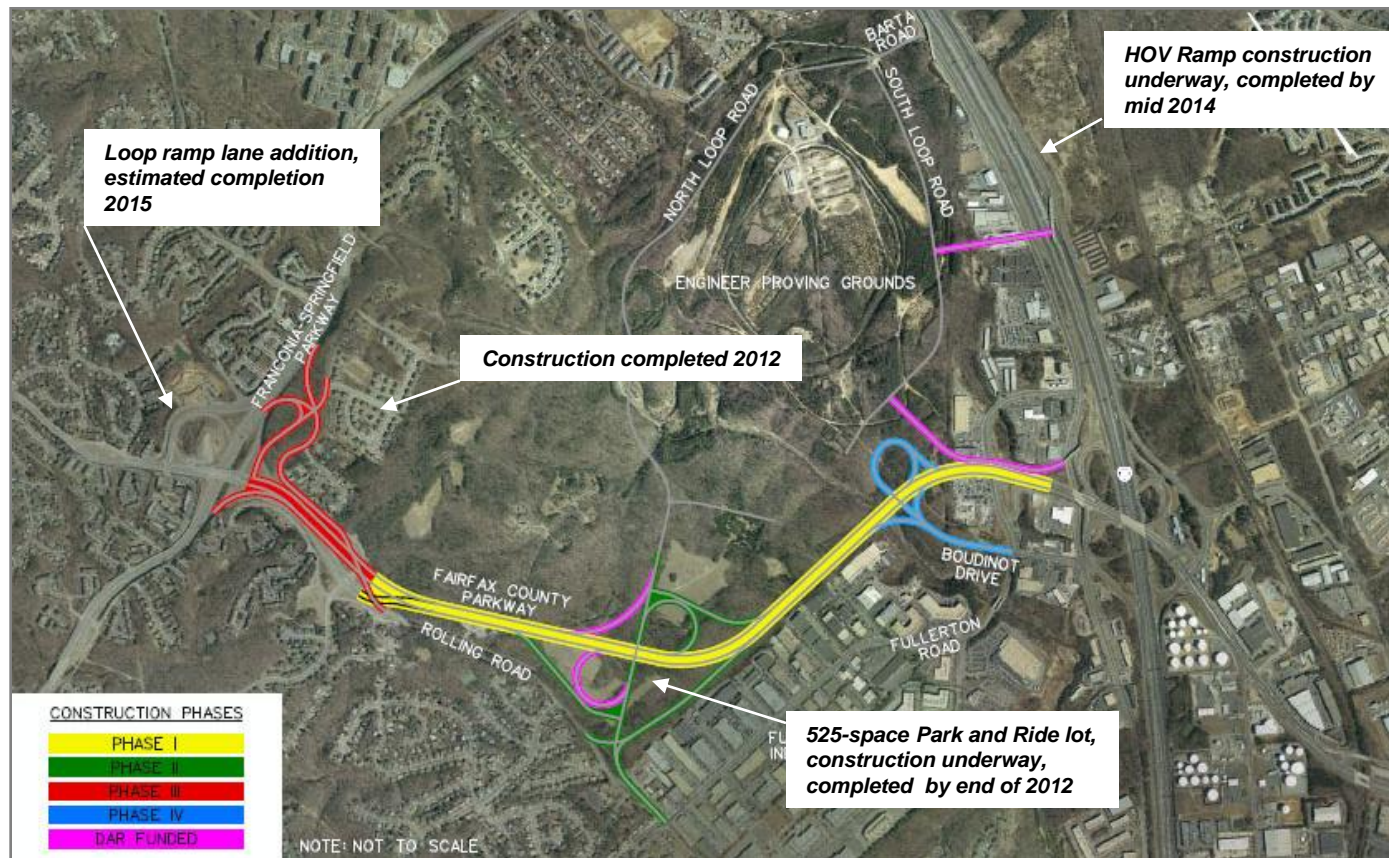 BARTA
ROAD
HOV Ramp construction
underway, completed by
mid 2014
Loop ramp lane addition,
estimated completion
2015
NORTH LOOP ROAD
SOUTH LOOP ROAD
FRANCONIA-SPRINGFIELD
PARKWAY
ENGINEER PROVING GROUNDS
Construction completed 2012
BOUDINOT
DRIVE
FAIRFAX COUNTY
PARKWAY
ROLLING ROAD
FULLERTON
ROAD
525-space Park and Ride lot,
construction underway,
completed by end of 2012
CONSTRUCTION PHASES
PHASE I
PHASE II
PHASE III
PHASE IV
DAR FUNDED
NOTE: NOT TO SCALE